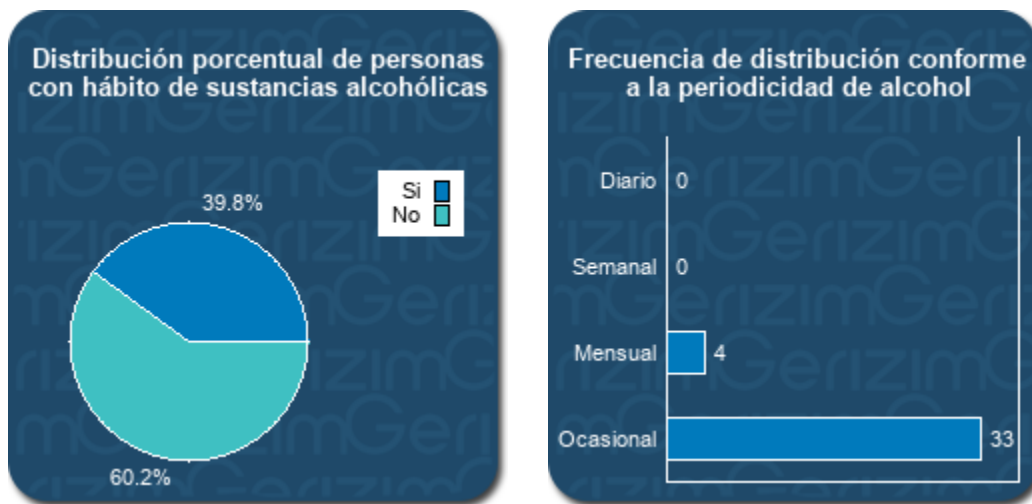 Distribución porcentual de personas
con hábito de sustancias alcohólicas
Si
No
39.8%
60.2%
Frecuencia de distribución conforme
a la periodicidad de alcohol
Diario 0
Semanal 0
Mensual 4
Ocasional 33